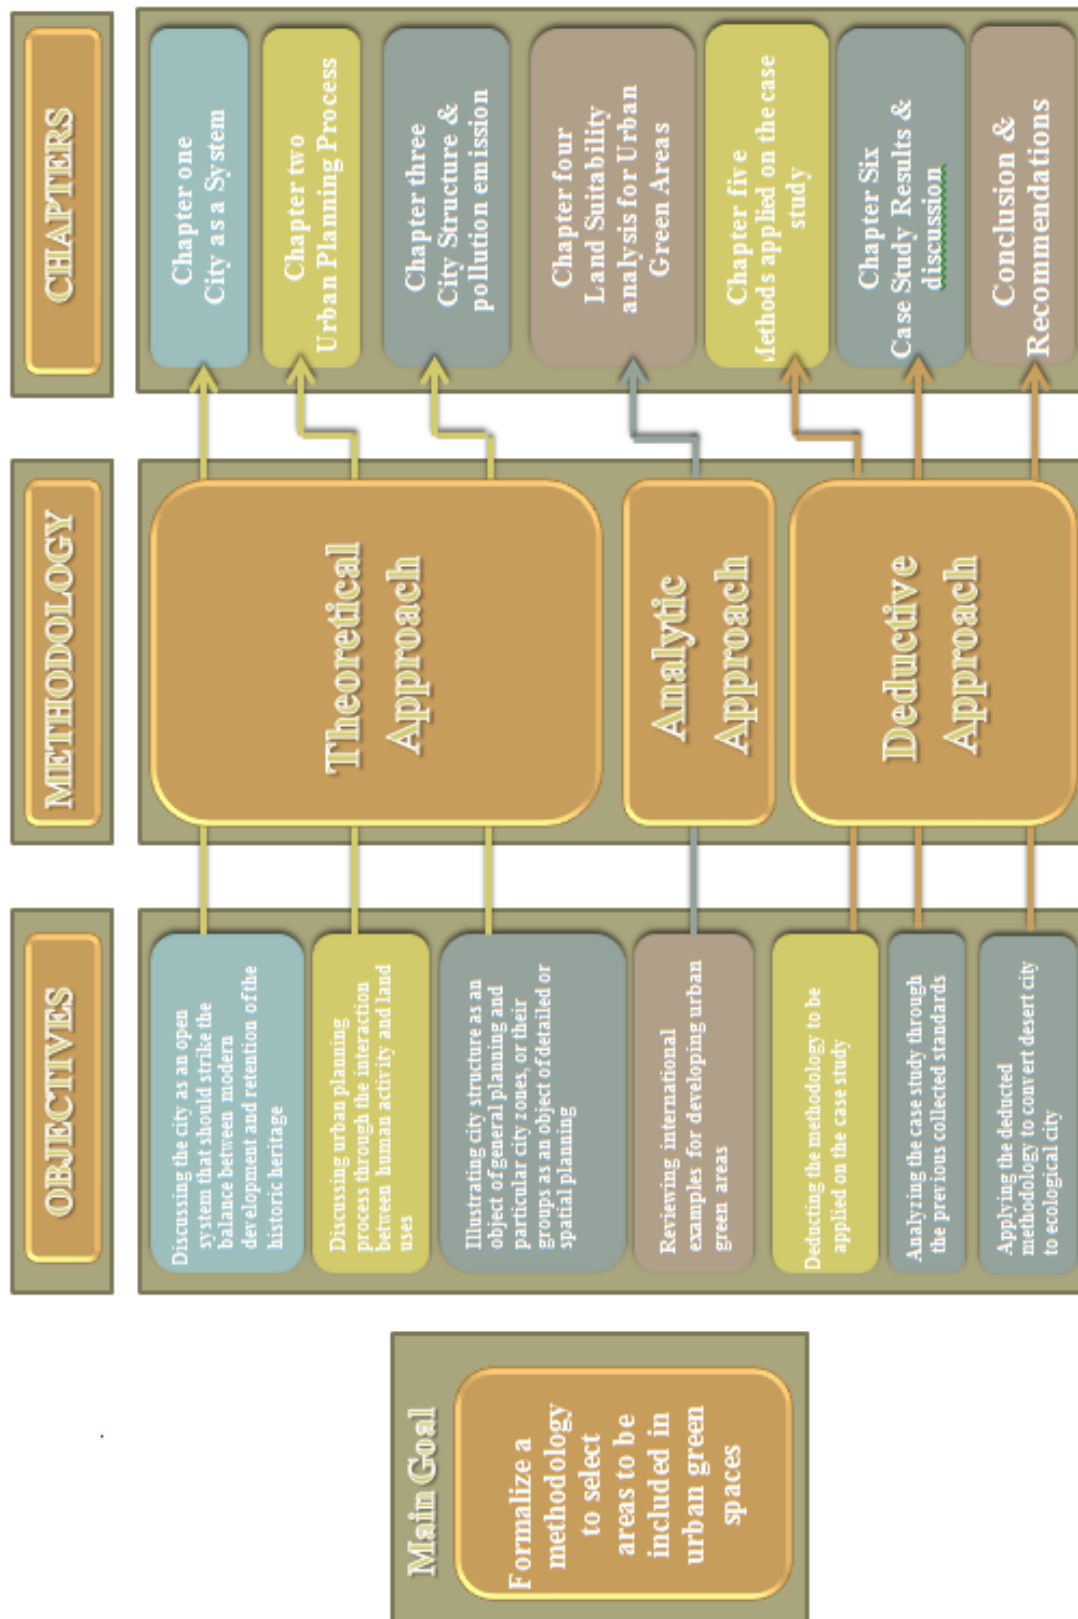 Main Goal
Formalize a
methodology
to select
areas to be
included in
urban green
spaces
OBJECTIVES
Discussing the city as an open
system that should strike the
balance between modern
development and retention of the
historic heritage
Discussing urban planning
process through the interaction
between human activity and land
uses
Illustrating city structure as an
object of general planning and
particular city zones, or their
groups as an object of detailed or
spatial planning
Reviewing international
examples for developing urban
green areas
Deducting the methodology to be
applied on the case study
Analyzing the case study through
the previous collected standards
Applying the deducted
methodology to convert desert city
to ecological city
METHODOLOGY
Theoretical
Approach
Analytic
Approach
Deductive
Approach
CHAPTERS
Chapter one
City as a System
Chapter two
Urban Planning Process
Chapter three
City Structure &
pollution emission
Chapter four
Land Suitability
analysis for Urban
Green Areas
Chapter five
Methods applied on the case
study
Chapter Six
Case Study Results &
discussion
Conclusion &
Recommendations